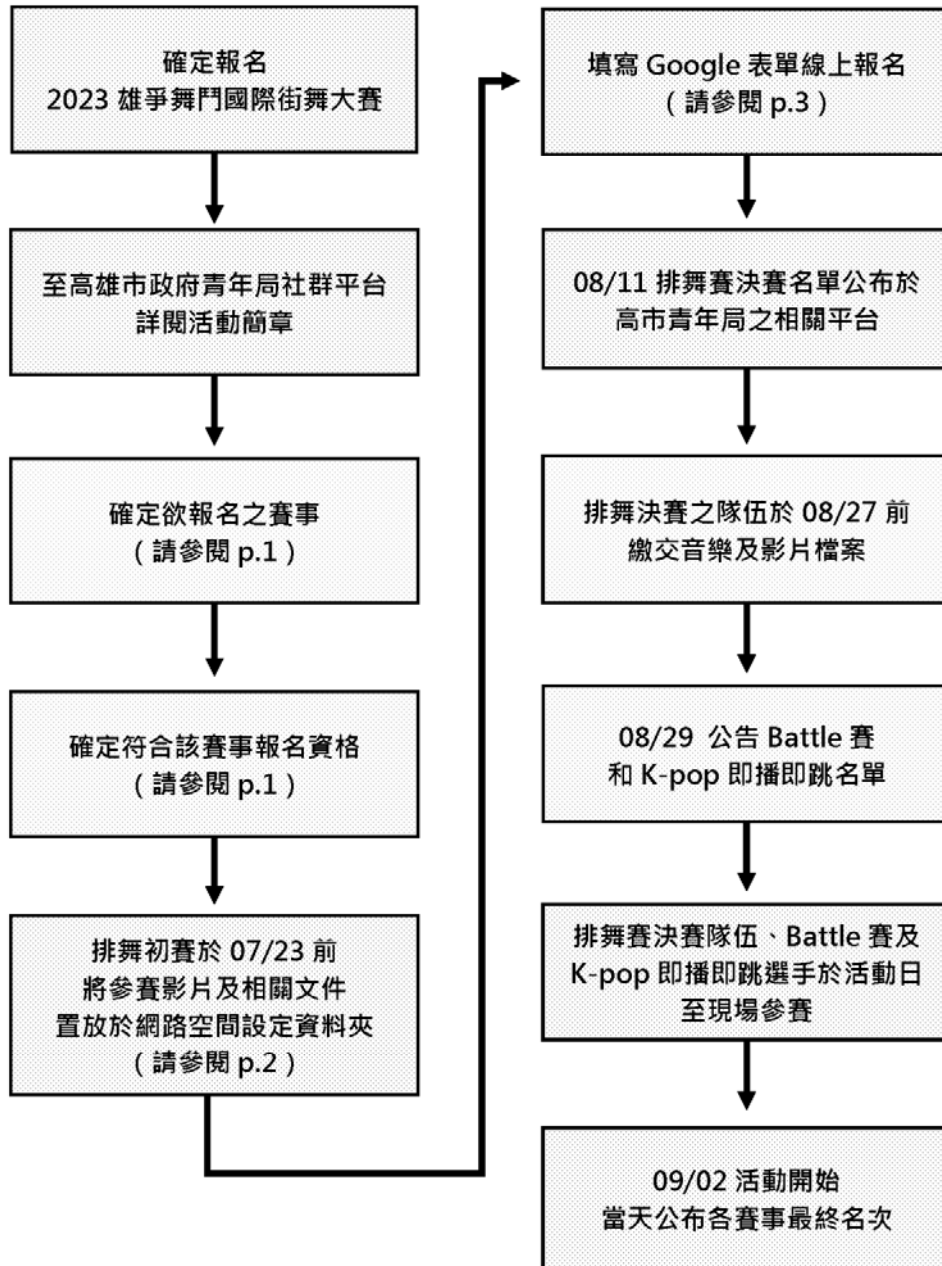 確定報名
2023 雄爭舞鬥國際街舞大賽
至高雄市政府青年局社群平台
詳閱活動簡章
確定欲報名之賽事
（請參閱 p.1）
確定符合該賽事報名資格
（請參閱 p.1）
排舞初賽於 07/23 前
將參賽影片及相關文件
置放於網路空間設定資料夾
（請參閱 p.2）
填寫 Google 表單線上報名
（請參閱 p.3）
08/11 排舞賽決賽名單公布於
高市青年局之相關平台
排舞決賽之隊伍於 08/27 前
繳交音樂及影片檔案
08/29 公告 Battle 賽
和 K-pop 即播即跳名單
排舞賽決賽隊伍、Battle 賽及
K-pop 即播即跳選手於活動日
至現場參賽
09/02 活動開始
當天公布各賽事最終名次